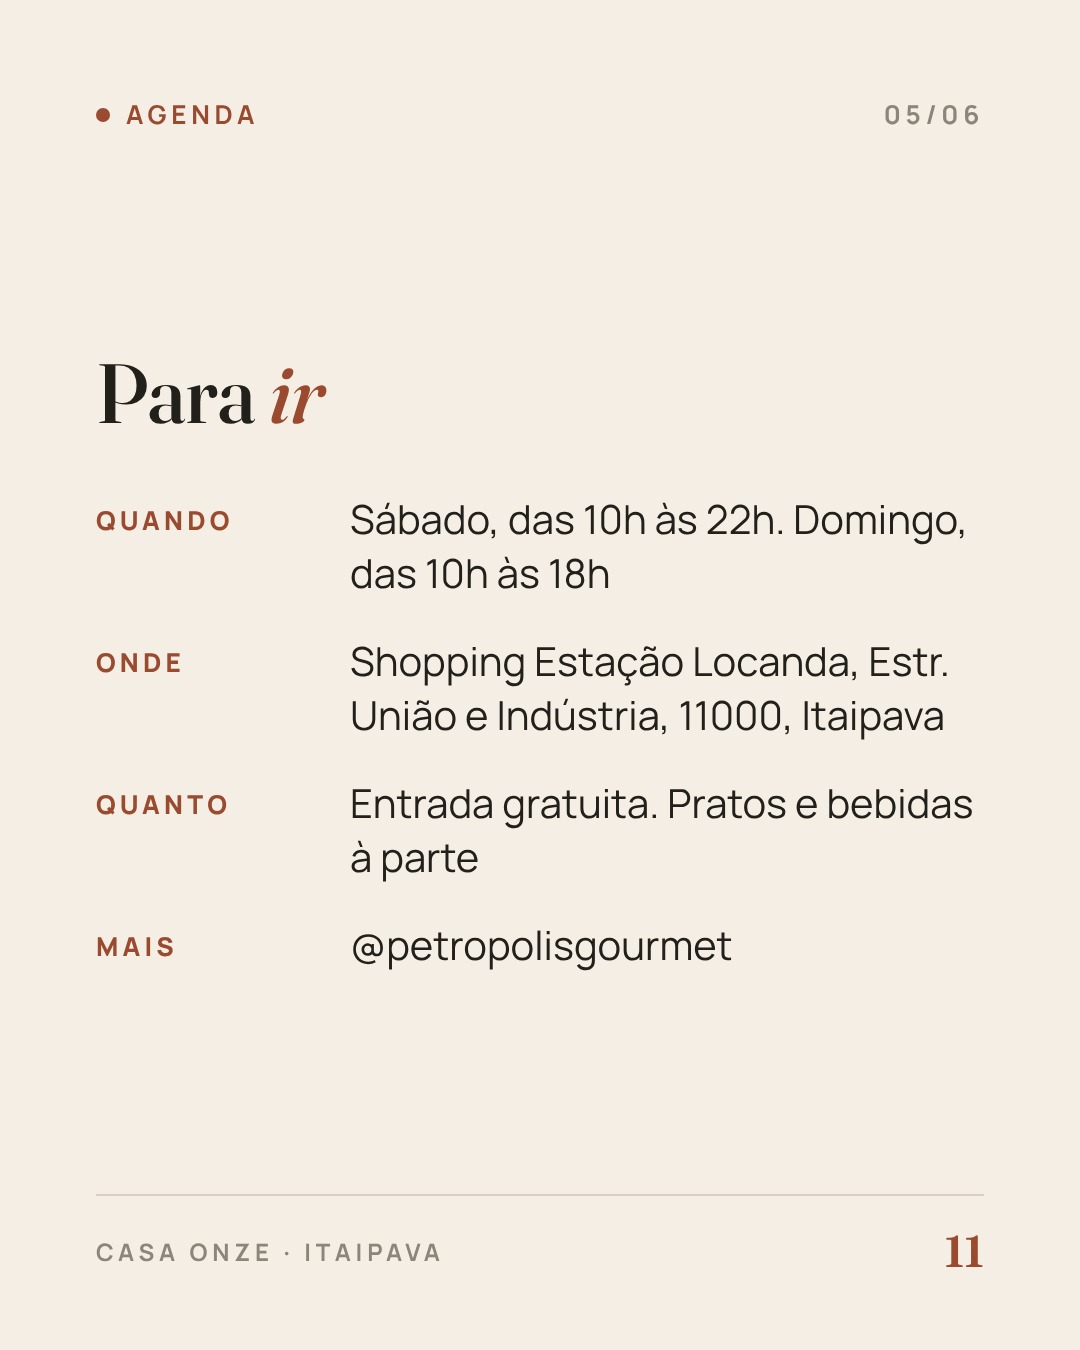 AGENDA
05/06
Para ir
QUANDO
Sábado, das 10h às 22h. Domingo,
das 10h às 18h
ONDE
Shopping Estação Locanda, Estr.
União e Indústria, 11000, Itaipava
QUANTO
Entrada gratuita. Pratos e bebidas
à parte
MAIS
@petropolisgourmet
CASA ONZE · ITAIPAVA
11